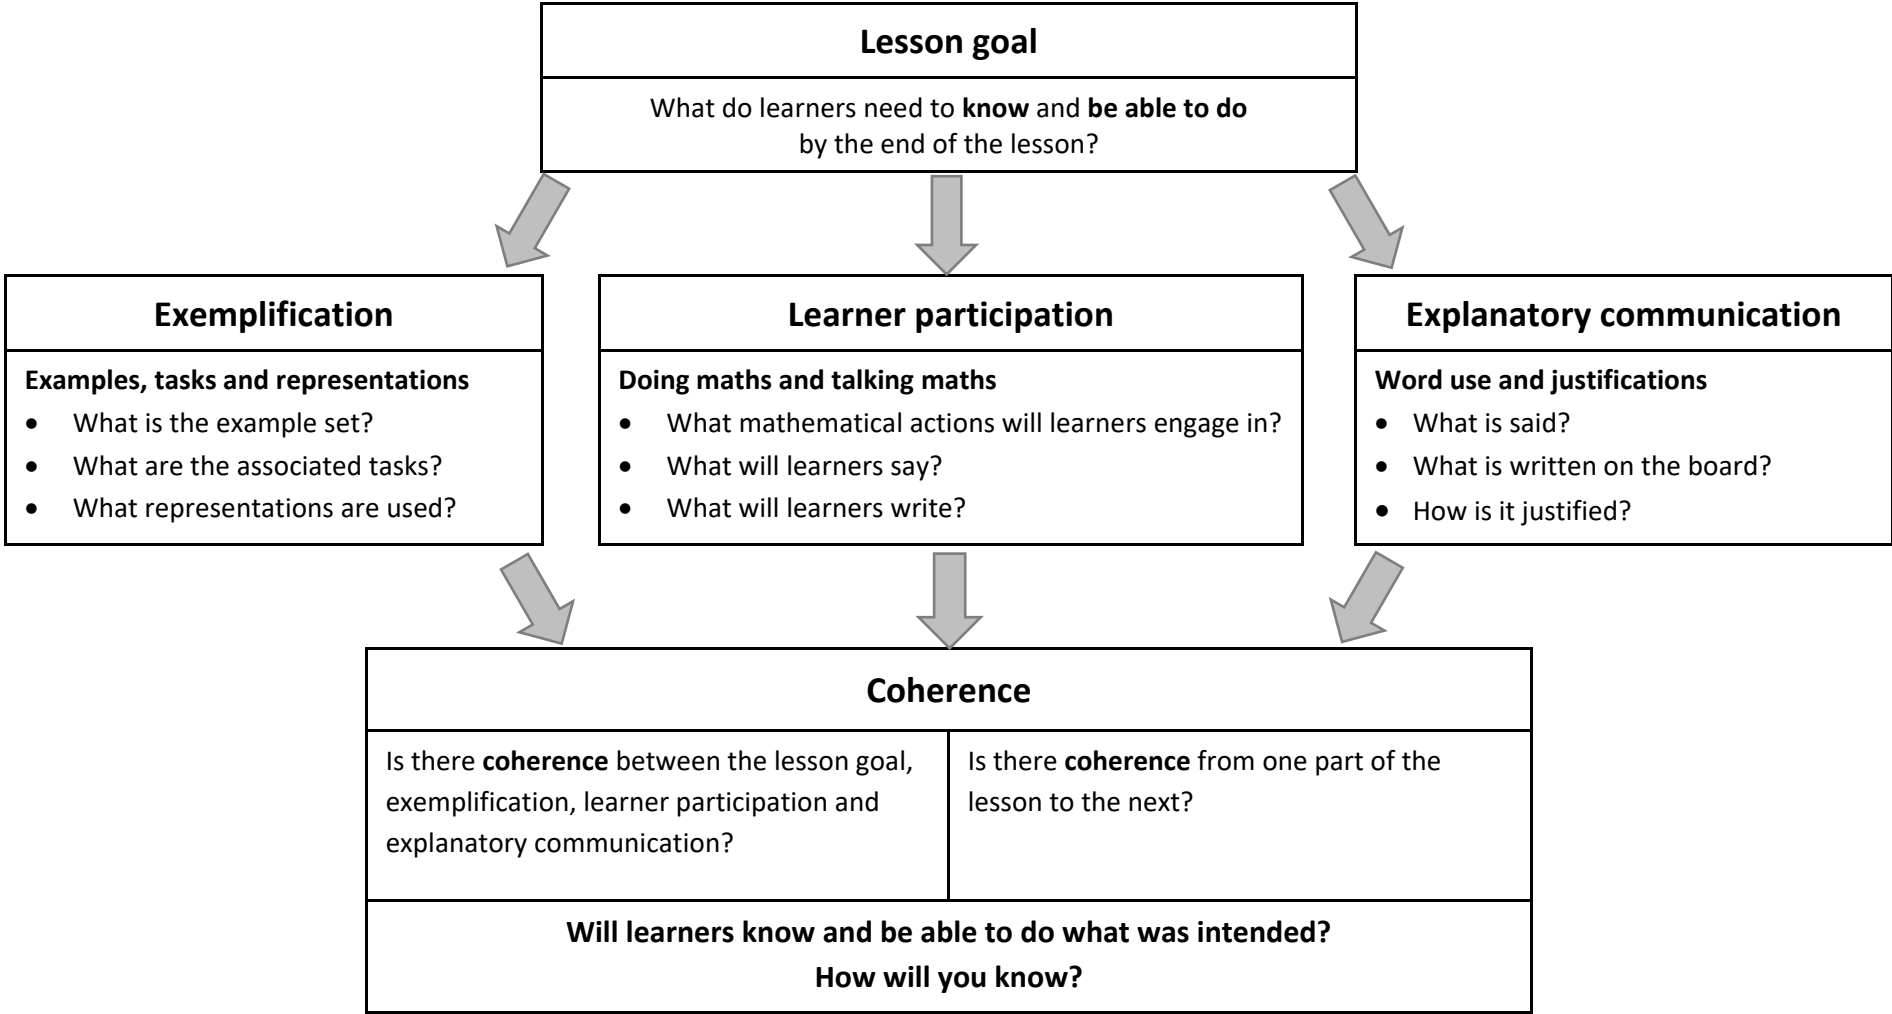 Lesson goal
What do learners need to know and be able to do
by the end of the lesson?
Exemplification
Examples, tasks and representations
• What is the example set?
• What are the associated tasks?
• What representations are used?
Learner participation
Doing maths and talking maths
• What mathematical actions will learners engage in?
• What will learners say?
• What will learners write?
Explanatory communication
Word use and justifications
• What is said?
• What is written on the board?
• How is it justified?
Coherence
Is there coherence between the lesson goal,
exemplification, learner participation and
explanatory communication?
Is there coherence from one part of the
lesson to the next?
Will learners know and be able to do what was intended?
How will you know?